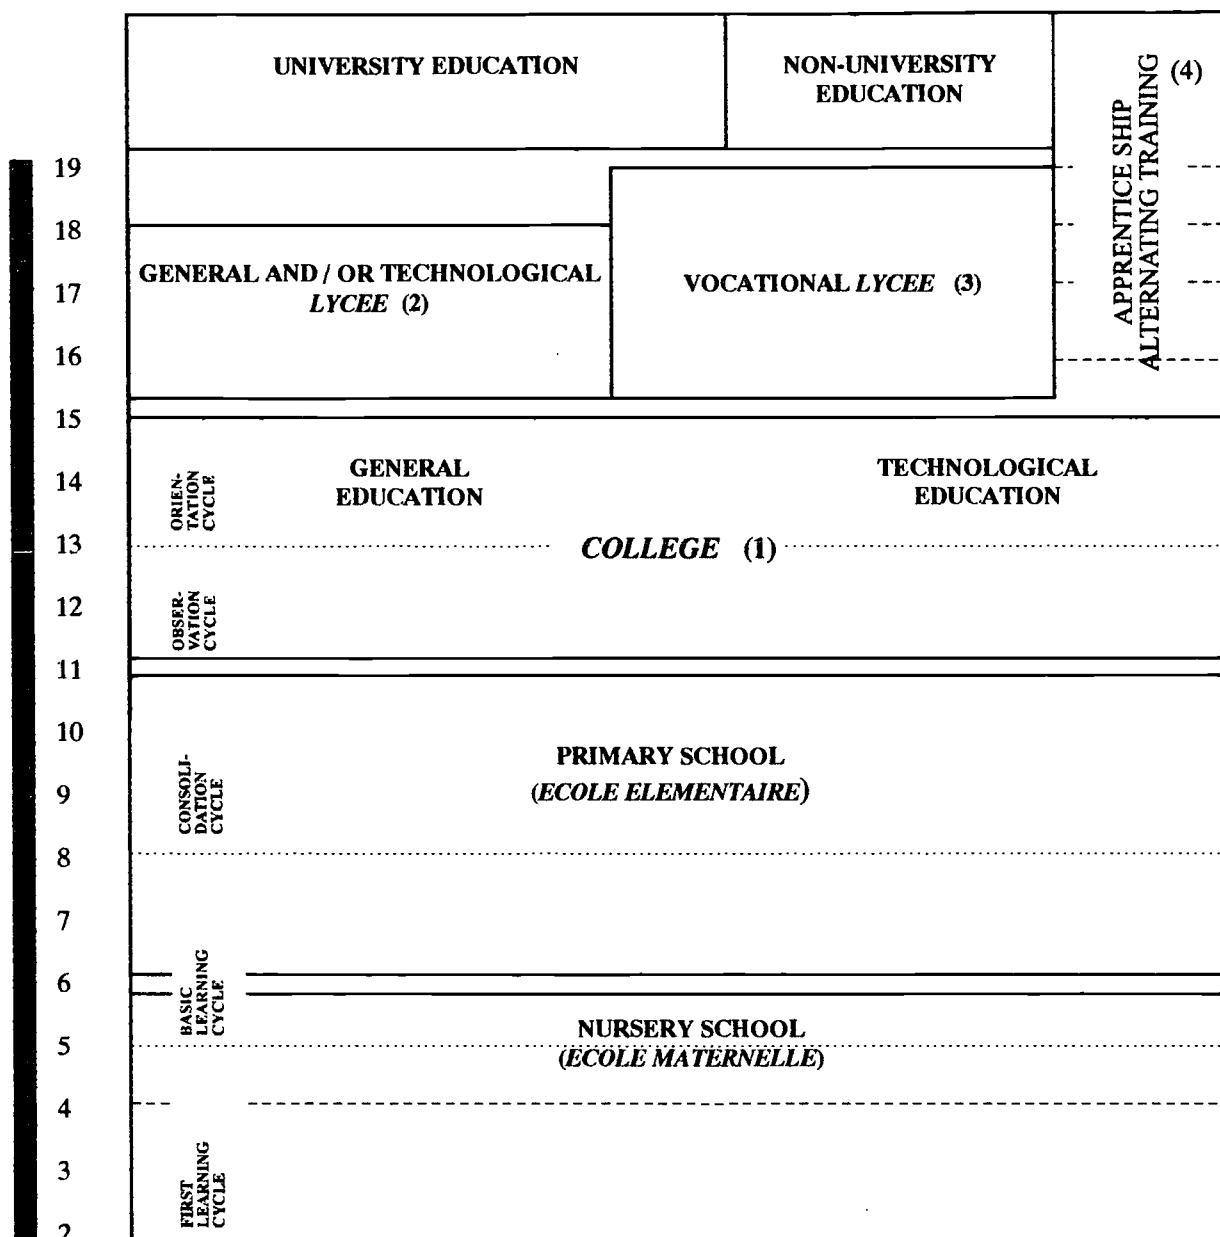 UNIVERSITY EDUCATION
NON-UNIVERSITY
EDUCATION
APPRENTICE SHIP
ALTERNATING TRAINING
(4)
19
18
GENERAL AND / OR TECHNOLOGICAL
LYCEE (2)
VOCATIONAL LYCEE (3)
17
16
15
GENERAL
EDUCATION
TECHNOLOGICAL
EDUCATION
14
ORIEN-
TATION
CYCLE
13
COLLEGE (1)
12
OBSER-
VATION
CYCLE
11
10
PRIMARY SCHOOL
(ECOLE ELEMENTAIRE)
9
CONSOLI-
DATION
CYCLE
8
7
6
BASIC
LEARNING
CYCLE
NURSERY SCHOOL
(ECOLE MATERNELLE)
5
4
3
FIRST
LEARNING
CYCLE
2